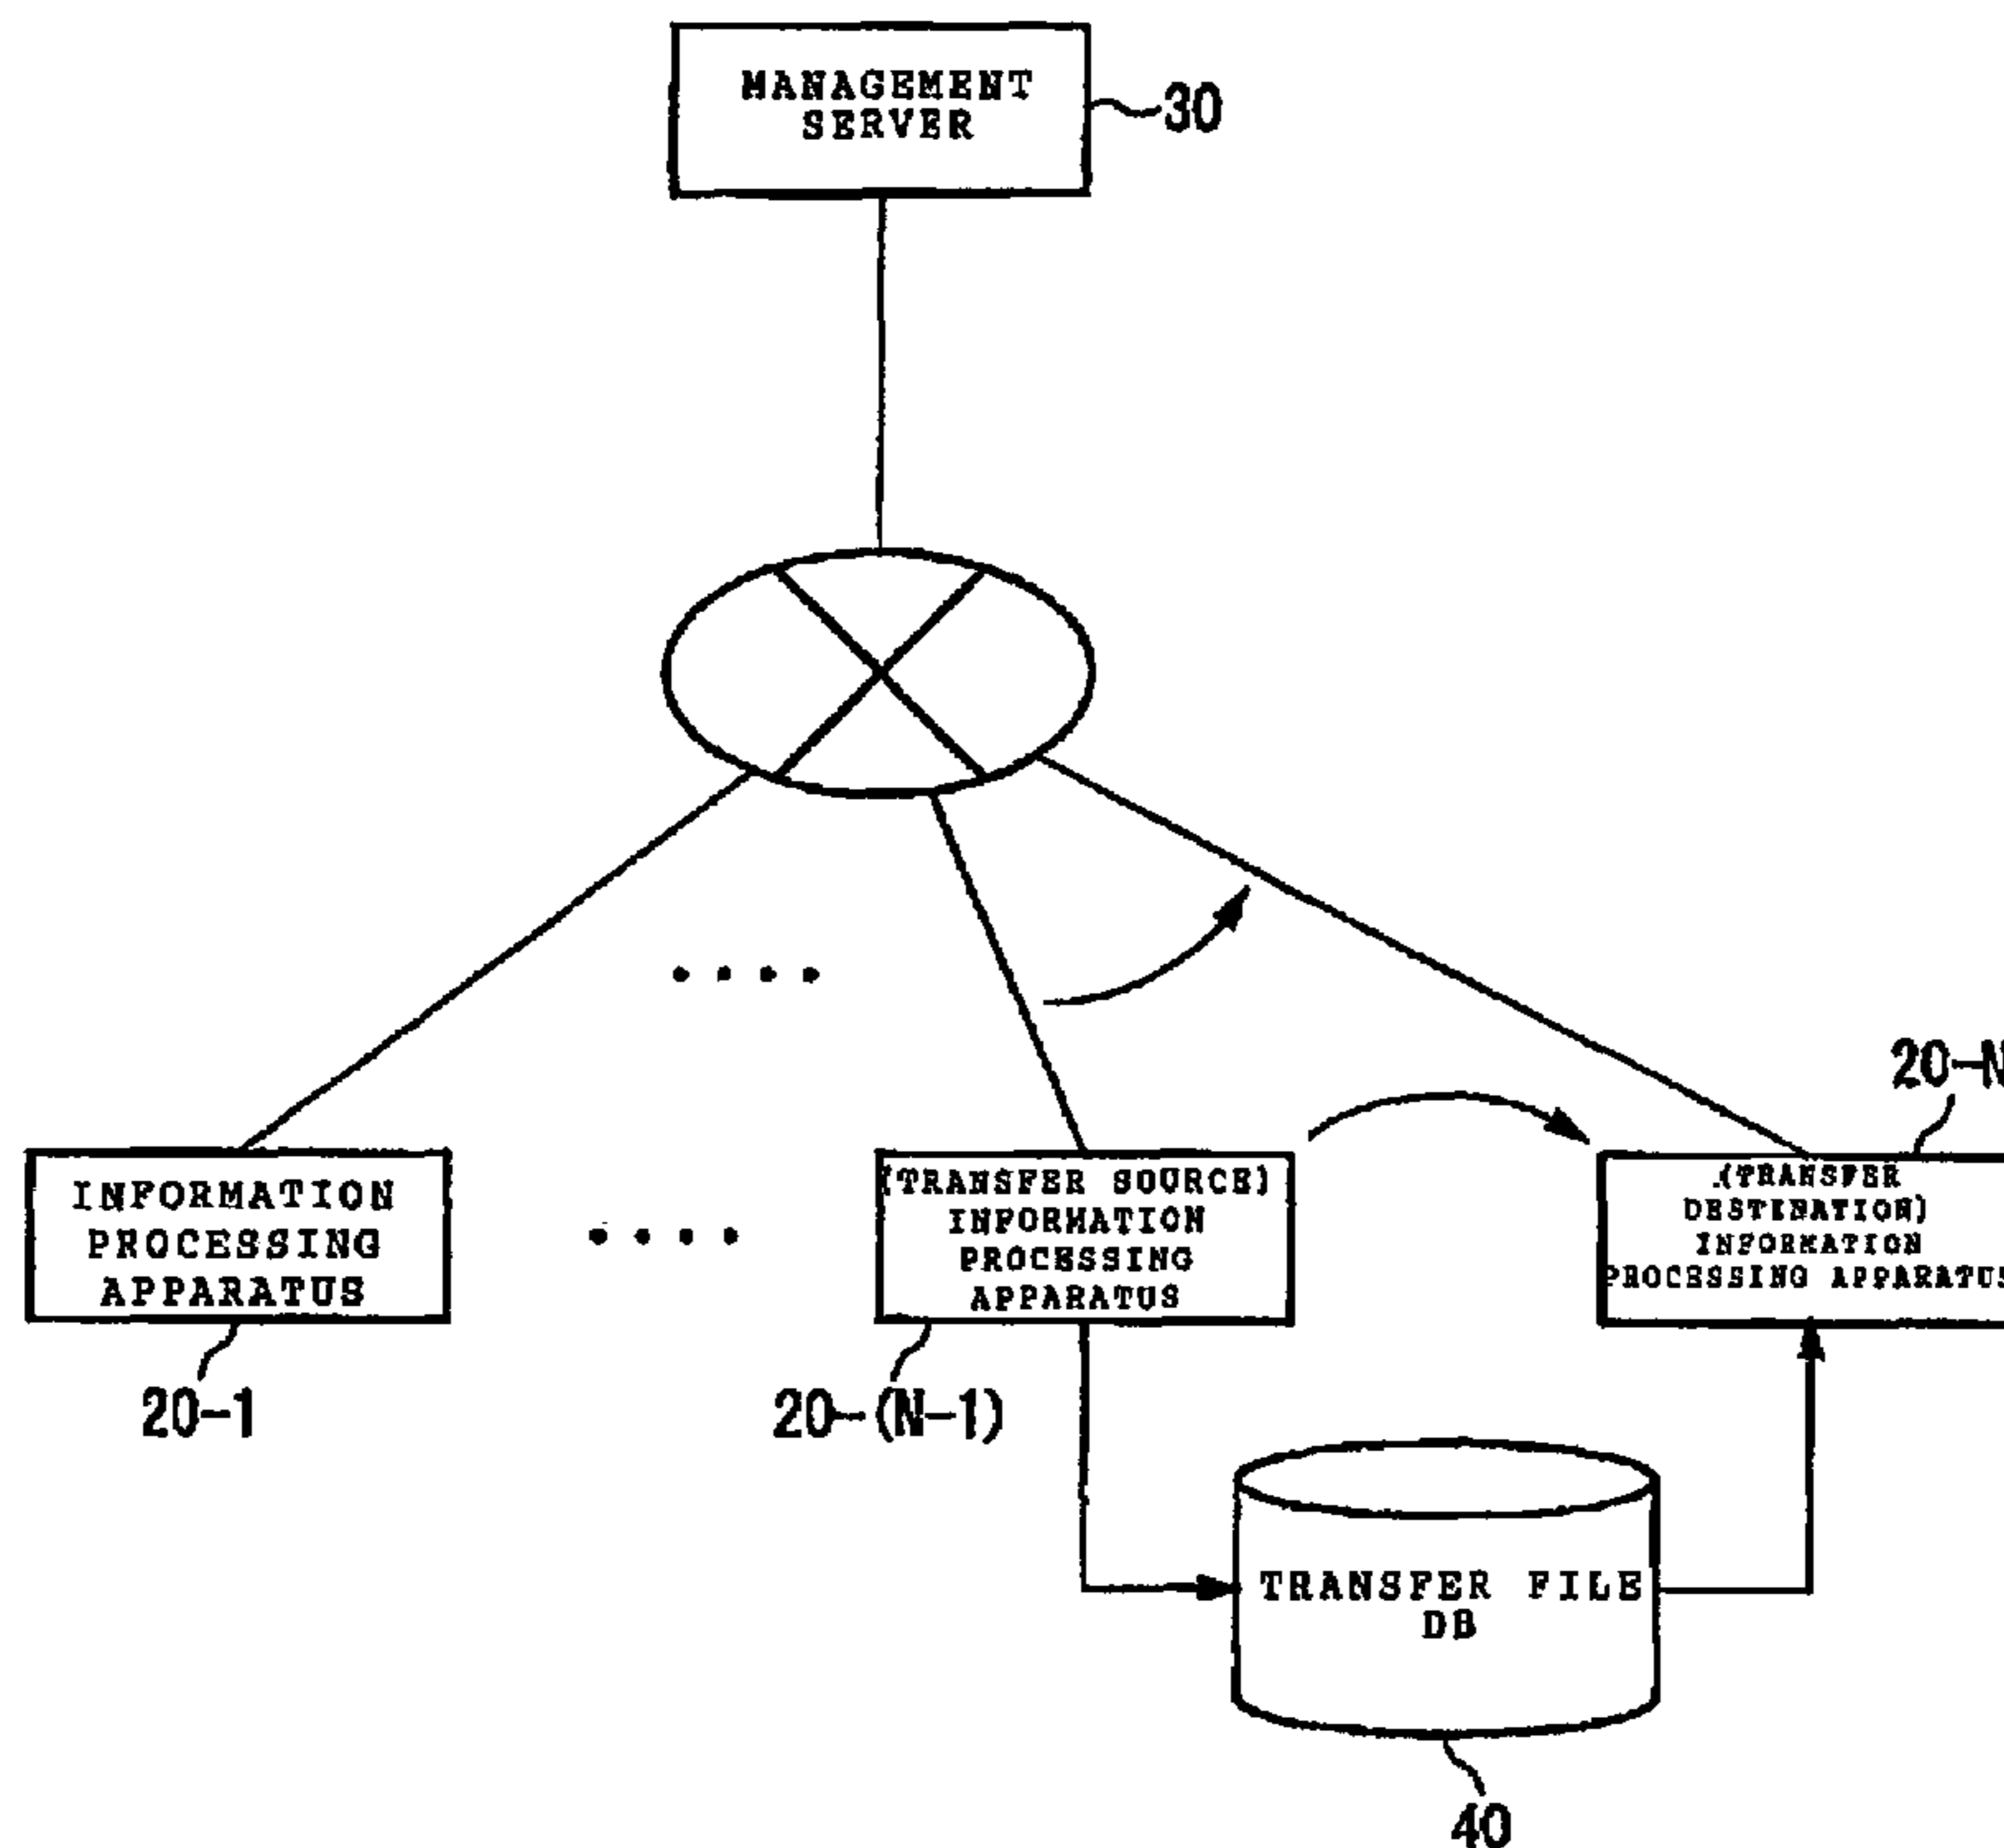 MANAGEMENT
SERVER
30
20-N
INFORMATION
PROCESSING
APPARATUS
(TRANSFER SOURCE)
INFORMATION
PROCESSING
APPARATUS
(TRANSFER
DESTINATION)
INFORMATION
PROCESSING APPARATUS
20-1
20-(N-1)
TRANSFER FILE
DB
40